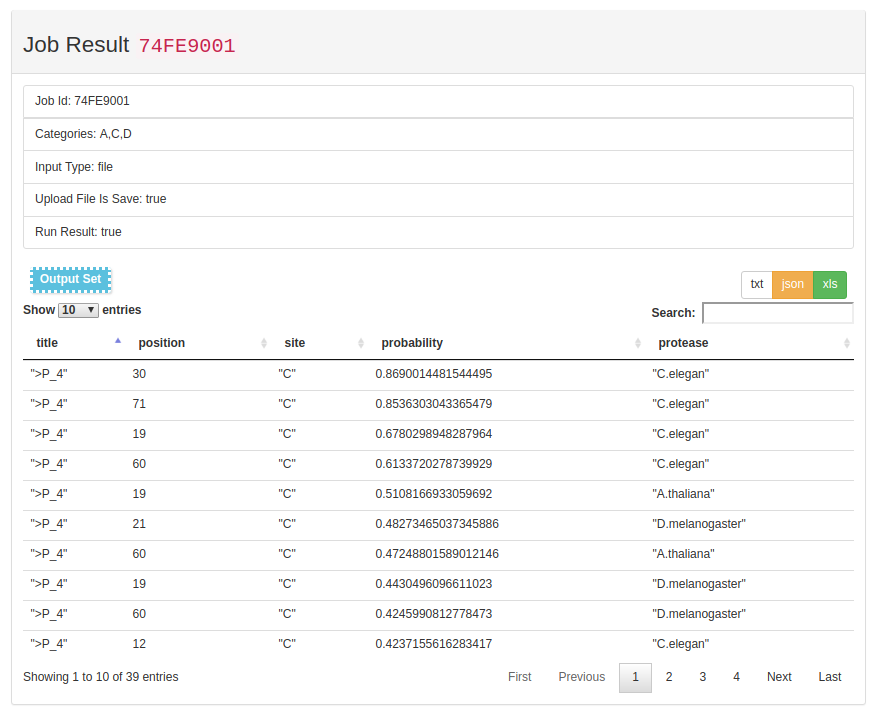 Job Result 74FE9001
Job Id: 74FE9001
Categories: A,C,D
Input Type: file
Upload File Is Save: true
Run Result: true
Output Set
txt json xls
Show 10 entries
Search:
title position site probability protease
">P_4" 30 "C" 0.8690014481544495 "C.elegan"
">P_4" 71 "C" 0.8536303043365479 "C.elegan"
">P_4" 19 "C" 0.6780298948287964 "C.elegan"
">P_4" 60 "C" 0.6133720278739929 "C.elegan"
">P_4" 19 "C" 0.5108166933059692 "A.thaliana"
">P_4" 21 "C" 0.48273465037345886 "D.melanogaster"
">P_4" 60 "C" 0.47248801589012146 "A.thaliana"
">P_4" 19 "C" 0.4430496096611023 "D.melanogaster"
">P_4" 60 "C" 0.4245990812778473 "D.melanogaster"
">P_4" 12 "C" 0.4237155616283417 "C.elegan"
Showing 1 to 10 of 39 entries
First Previous 1 2 3 4 Next Last